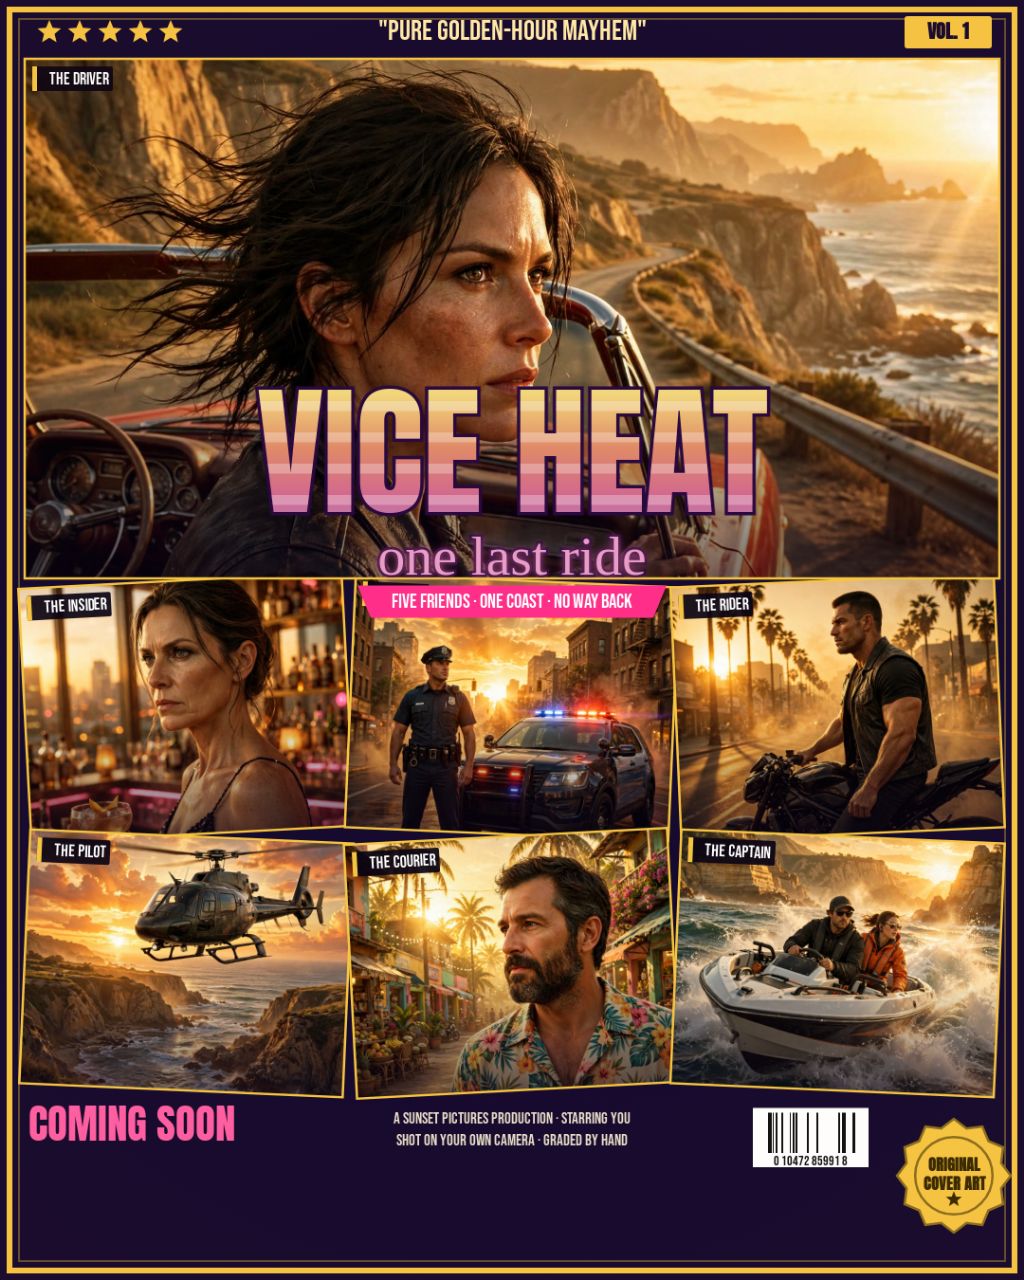 "PURE GOLDEN-HOUR MAYHEM"
VOL. 1
THE DRIVER
VICE HEAT
one last ride
FIVE FRIENDS · ONE COAST · NO WAY BACK
THE INSIDER
THE RIDER
THE PILOT
THE COURIER
THE CAPTAIN
COMING SOON
A SUNSET PICTURES PRODUCTION · STARRING YOU
SHOT ON YOUR OWN CAMERA · GRADED BY HAND
0 10472 85991 8
ORIGINAL
COVER ART